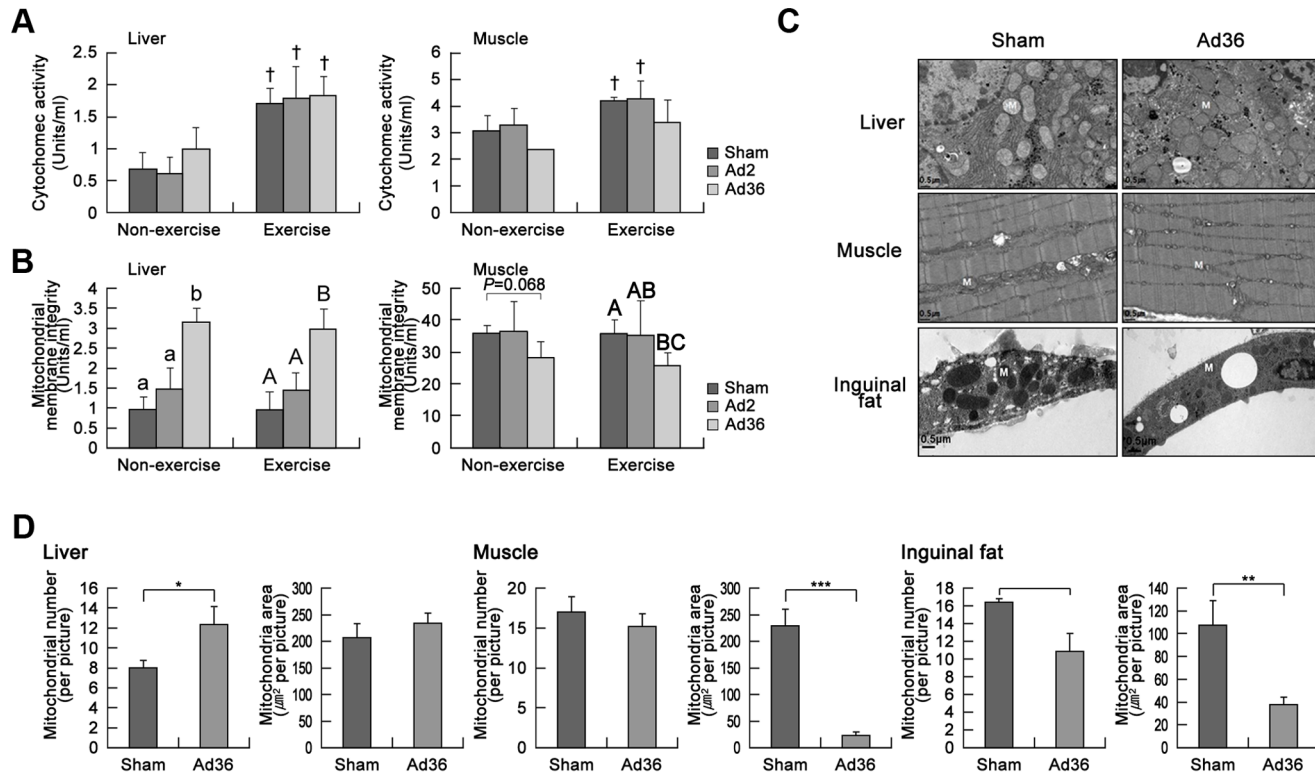 A
Liver
Cytochomec activity
(Units/ml)
2.5
2
1.5
1
0.5
0
† † †
Non-exercise
Exercise
Muscle
Cytochomec activity
(Units/ml)
6
5
4
3
2
1
0
† †
Non-exercise
Exercise
Sham
Ad2
Ad36
B
Liver
Mitochondrial
membrane integrity
(Units/ml)
4
3.5
3
2.5
2
1.5
1
0.5
0
a a b
A A B
Non-exercise
Exercise
Muscle
Mitochondrial
membrane integrity
(Units/ml)
50
40
30
20
10
0
P=0.068
A AB BC
Non-exercise
Exercise
Sham
Ad2
Ad36
C
Sham
Ad36
Liver
M
0.5μm
M
0.5μm
Muscle
M
0.5μm
M
0.5μm
Inguinal
fat
M
0.5μm
M
0.5μm
D
Liver
Mitochondrial number
(per picture)
16
14
12
10
8
6
4
2
0
*
Sham
Ad36
Mitochondria area
(㎛² per picture)
300
250
200
150
100
50
0
Sham
Ad36
Muscle
Mitochondrial number
(per picture)
20
15
10
5
0
Sham
Ad36
Mitochondria area
(㎛² per picture)
300
250
200
150
100
50
0
***
Sham
Ad36
Inguinal fat
Mitochondrial number
(per picture)
18
16
14
12
10
8
6
4
2
0
Sham
Ad36
Mitochondria area
(㎛² per picture)
140
120
100
80
60
40
20
0
**
Sham
Ad36